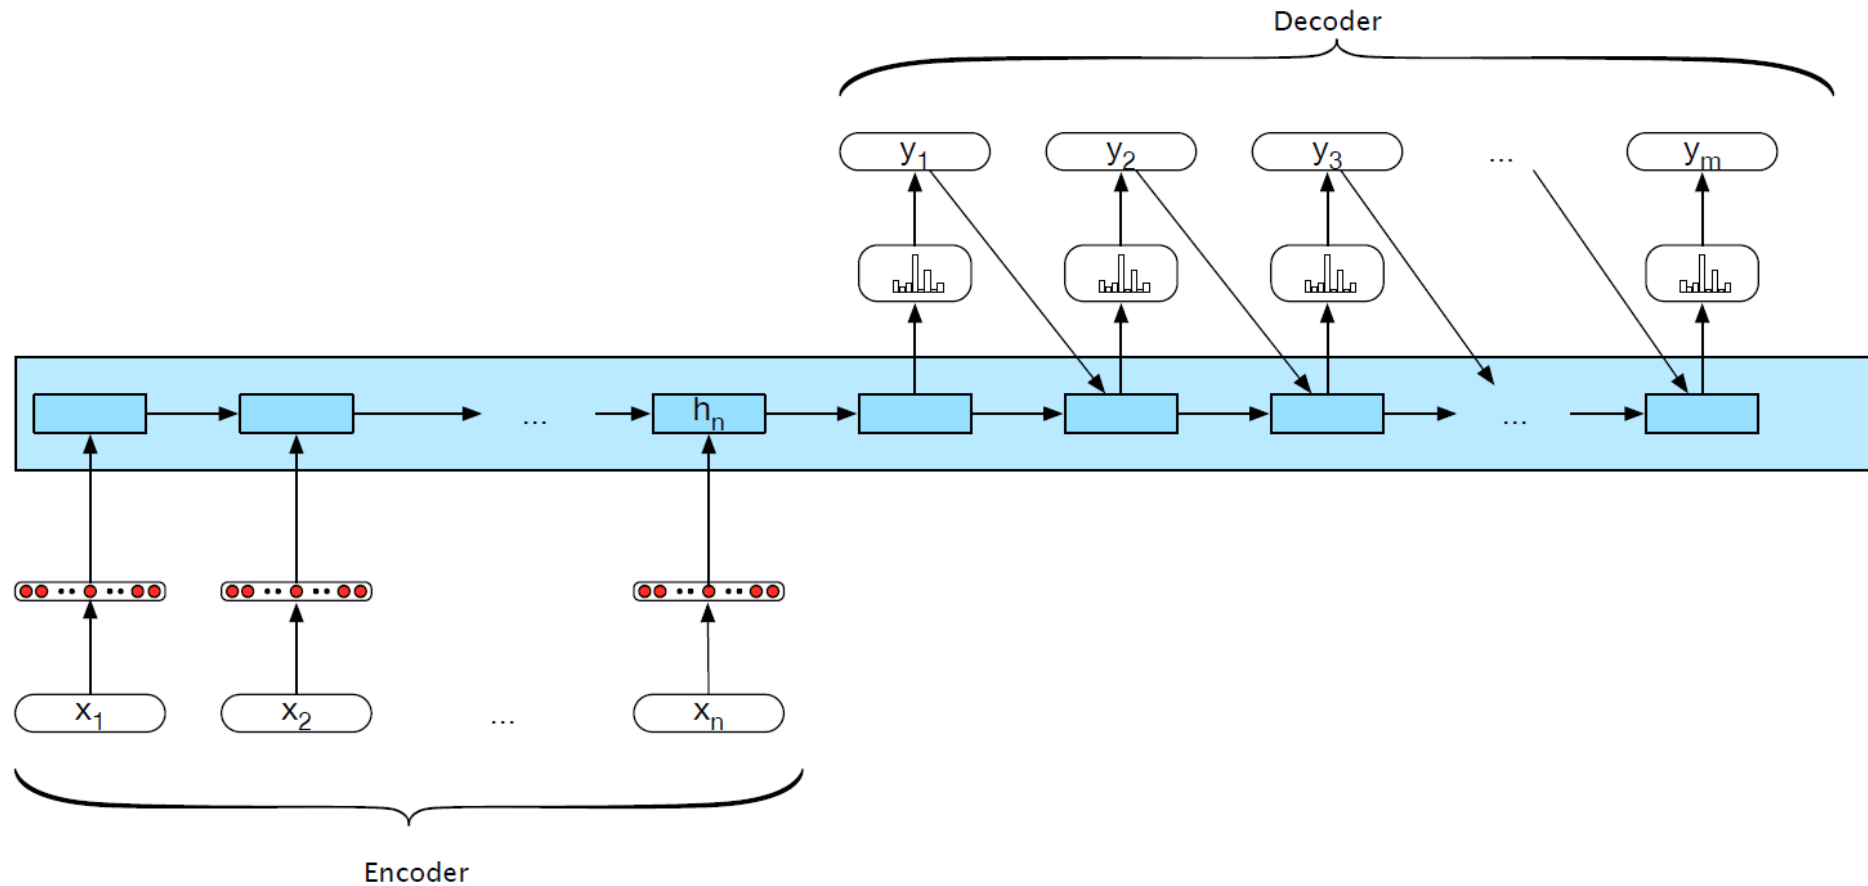 Decoder
y1 y2 y3 ... ym
... hn ...
x1 x2 ... xn
Encoder